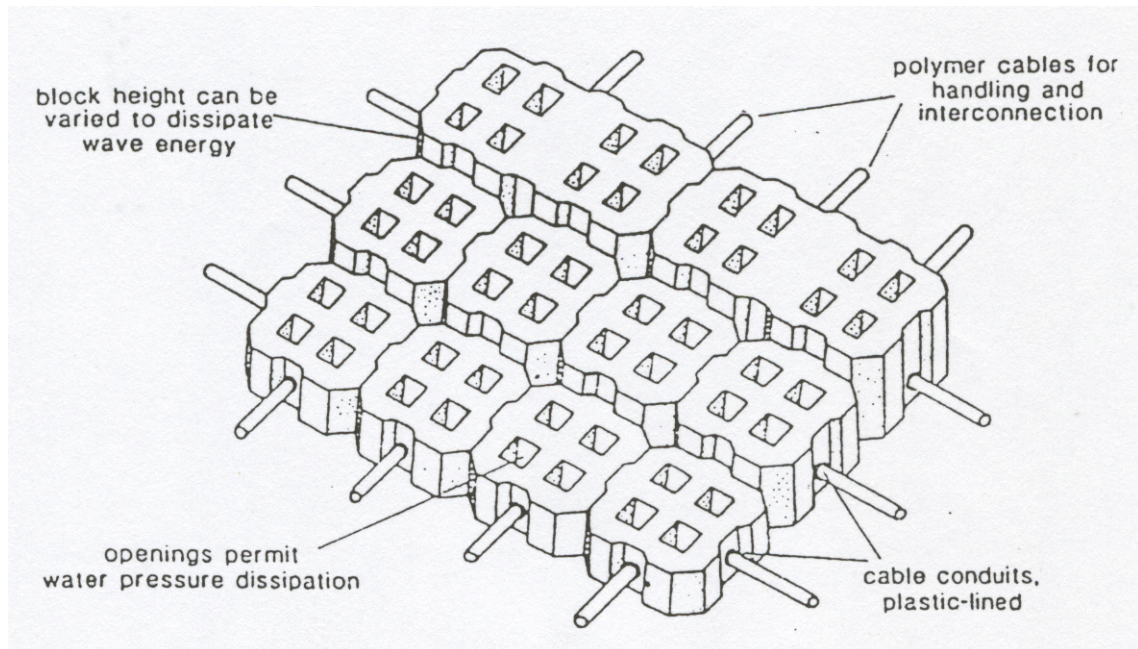 block height can be
varied to dissipate
wave energy
polymer cables for
handling and
interconnection
openings permit
water pressure dissipation
cable conduits,
plastic-lined